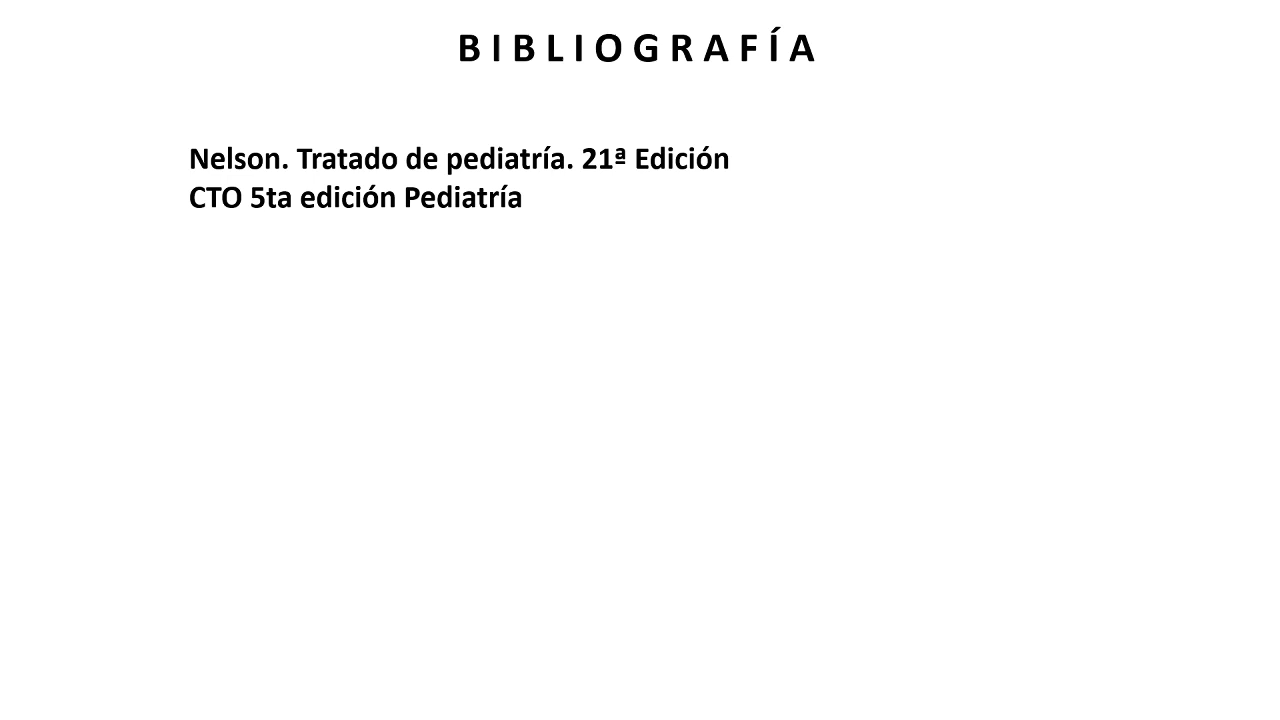 B I B L I O G R A F Í A
Nelson. Tratado de pediatría. 21ª Edición
CTO 5ta edición Pediatría